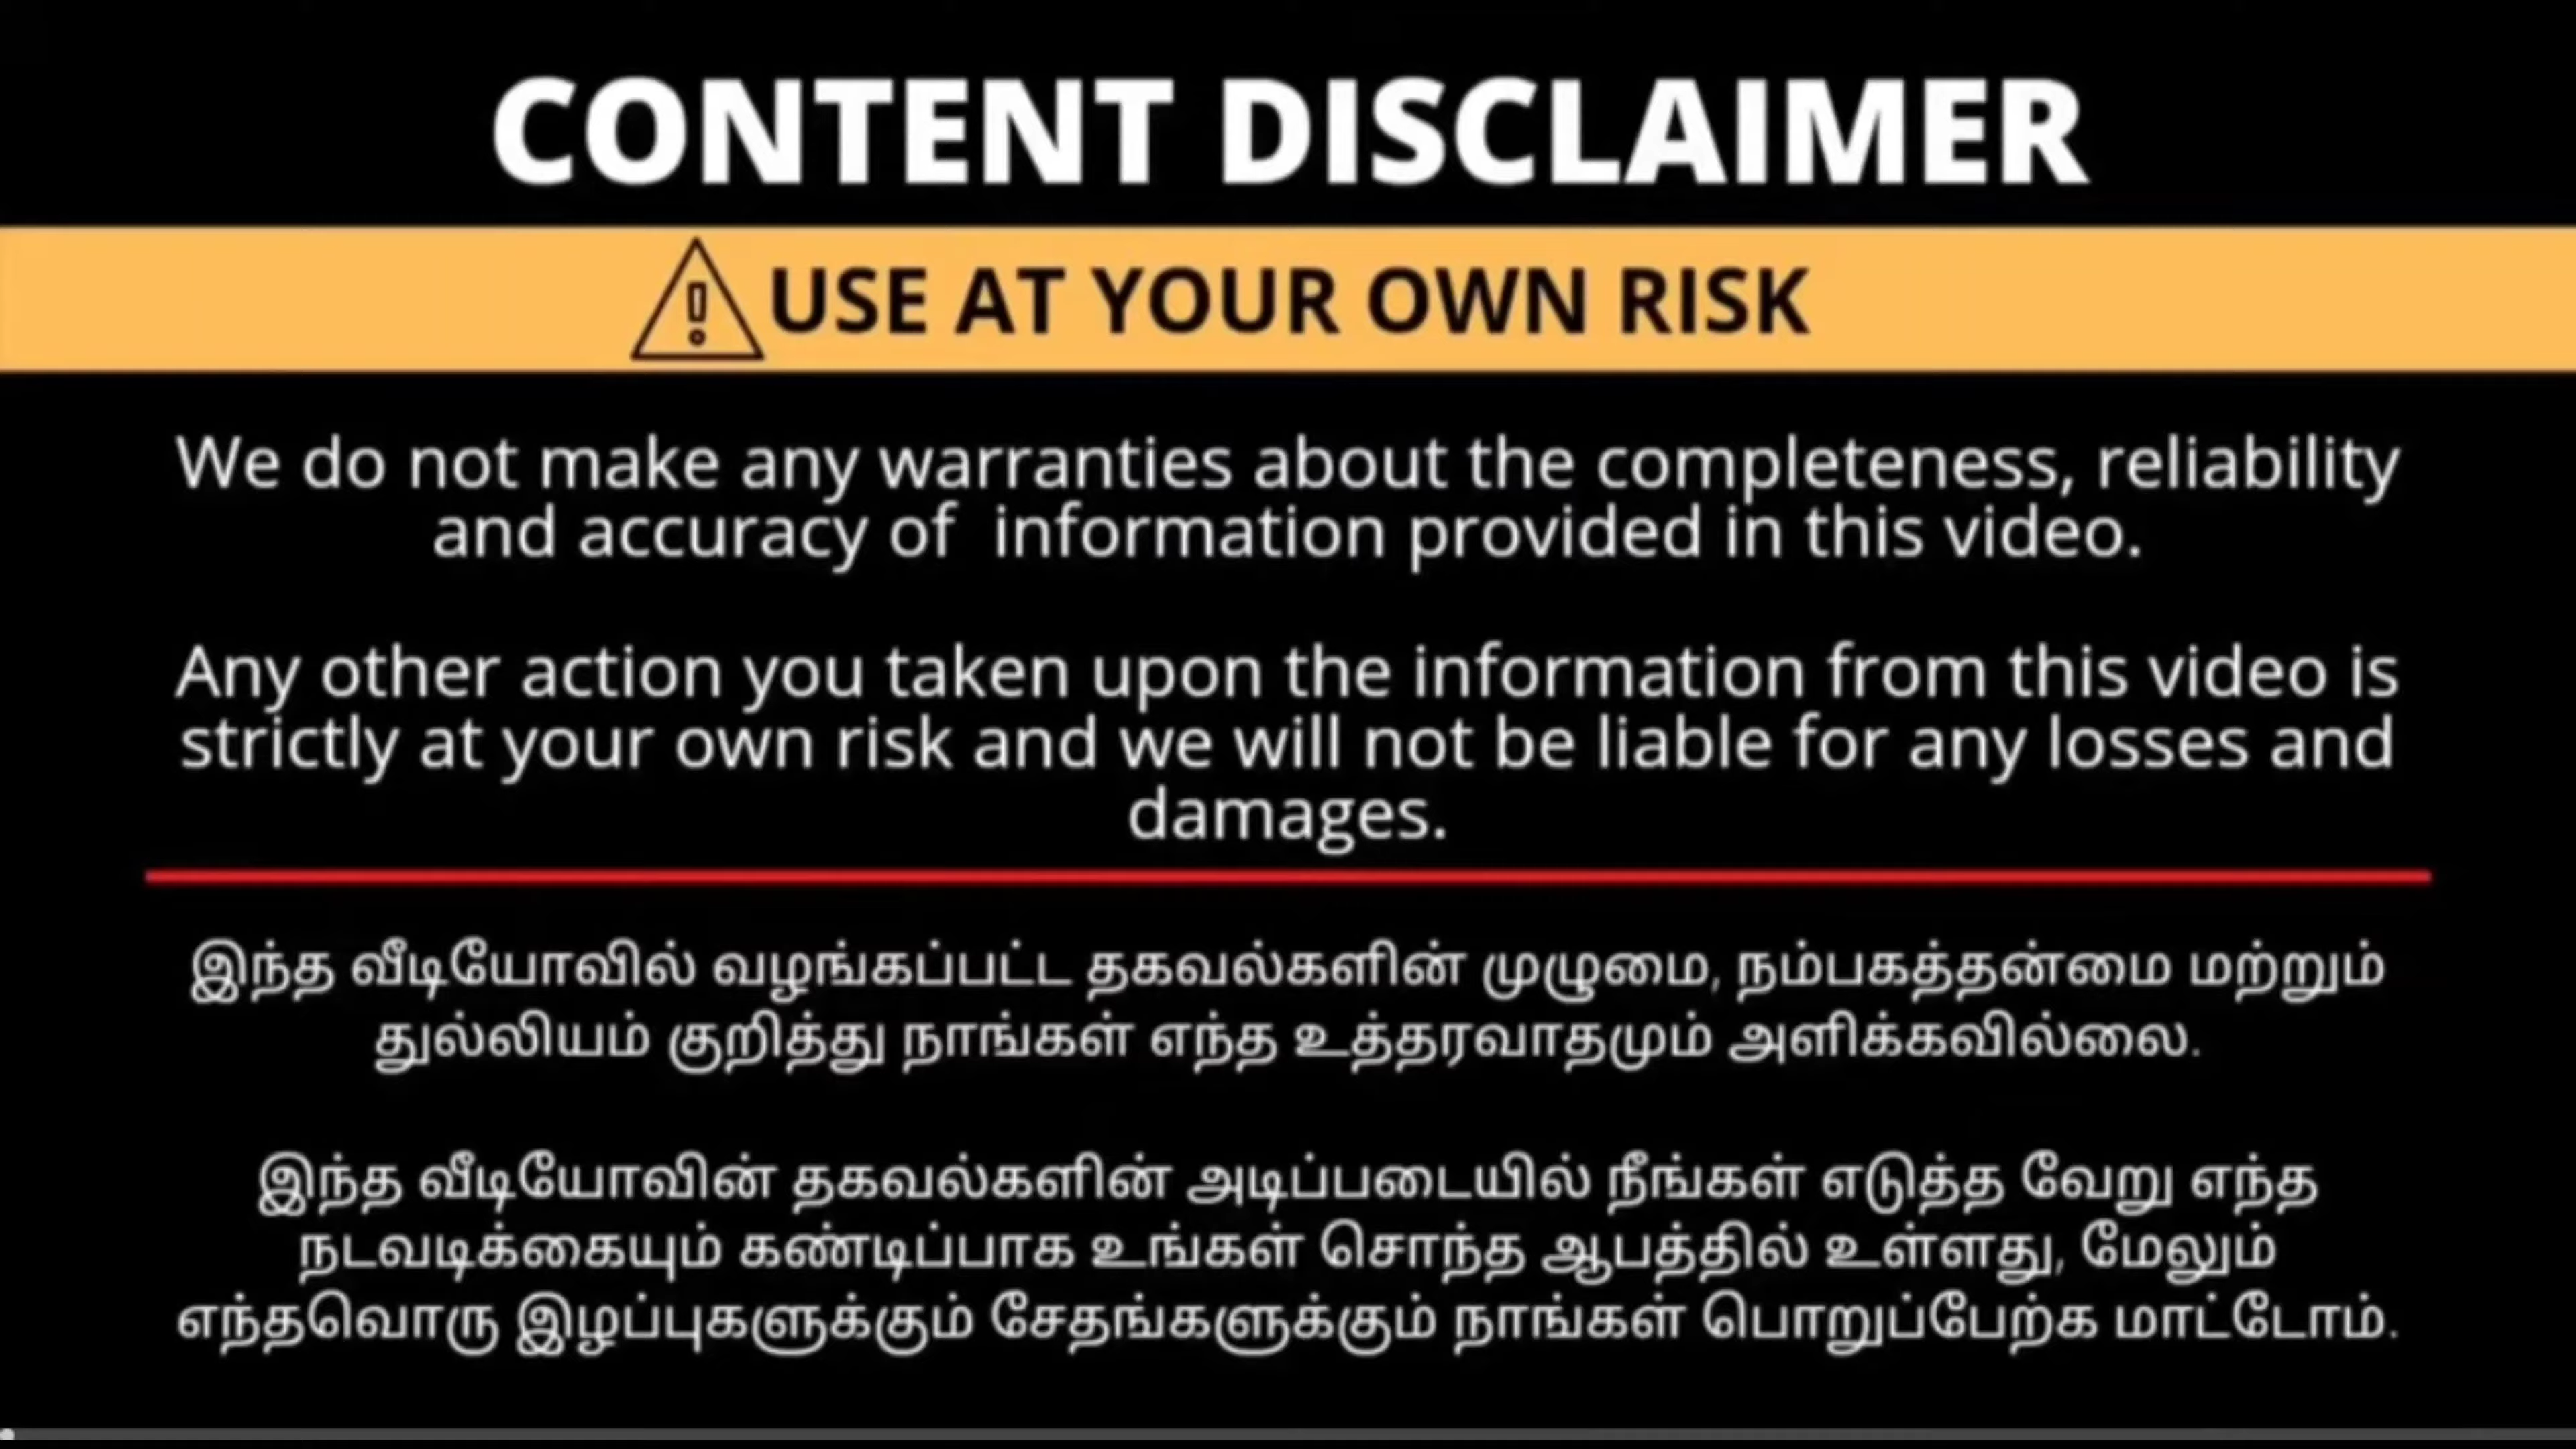 CONTENT DISCLAIMER
USE AT YOUR OWN RISK
We do not make any warranties about the completeness, reliability
and accuracy of information provided in this video.
Any other action you taken upon the information from this video is
strictly at your own risk and we will not be liable for any losses and
damages.
இந்த வீடியோவில் வழங்கப்பட்ட தகவல்களின் முழுமை, நம்பகத்தன்மை மற்றும்
துல்லியம் குறித்து நாங்கள் எந்த உத்தரவாதமும் அளிக்கவில்லை.
இந்த வீடியோவின் தகவல்களின் அடிப்படையில் நீங்கள் எடுத்த வேறு எந்த
நடவடிக்கையும் கண்டிப்பாக உங்கள் சொந்த ஆபத்தில் உள்ளது, மேலும்
எந்தவொரு இழப்புகளுக்கும் சேதங்களுக்கும் நாங்கள் பொறுப்பேற்க மாட்டோம்.